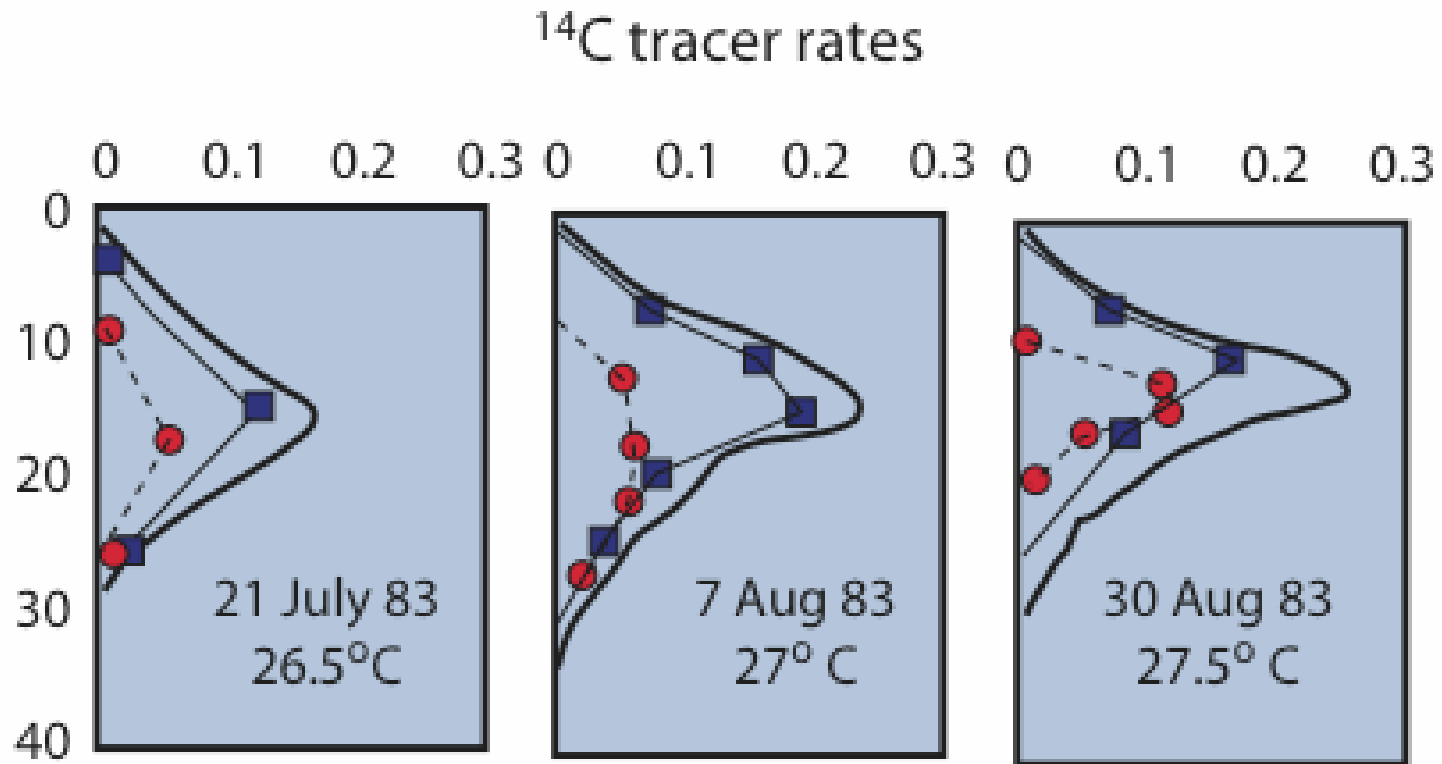 ¹⁴C tracer rates
0 0.1 0.2 0.3 0 0.1 0.2 0.3 0 0.1 0.2 0.3
0
10
20
30
40
21 July 83
26.5°C
7 Aug 83
27° C
30 Aug 83
27.5° C